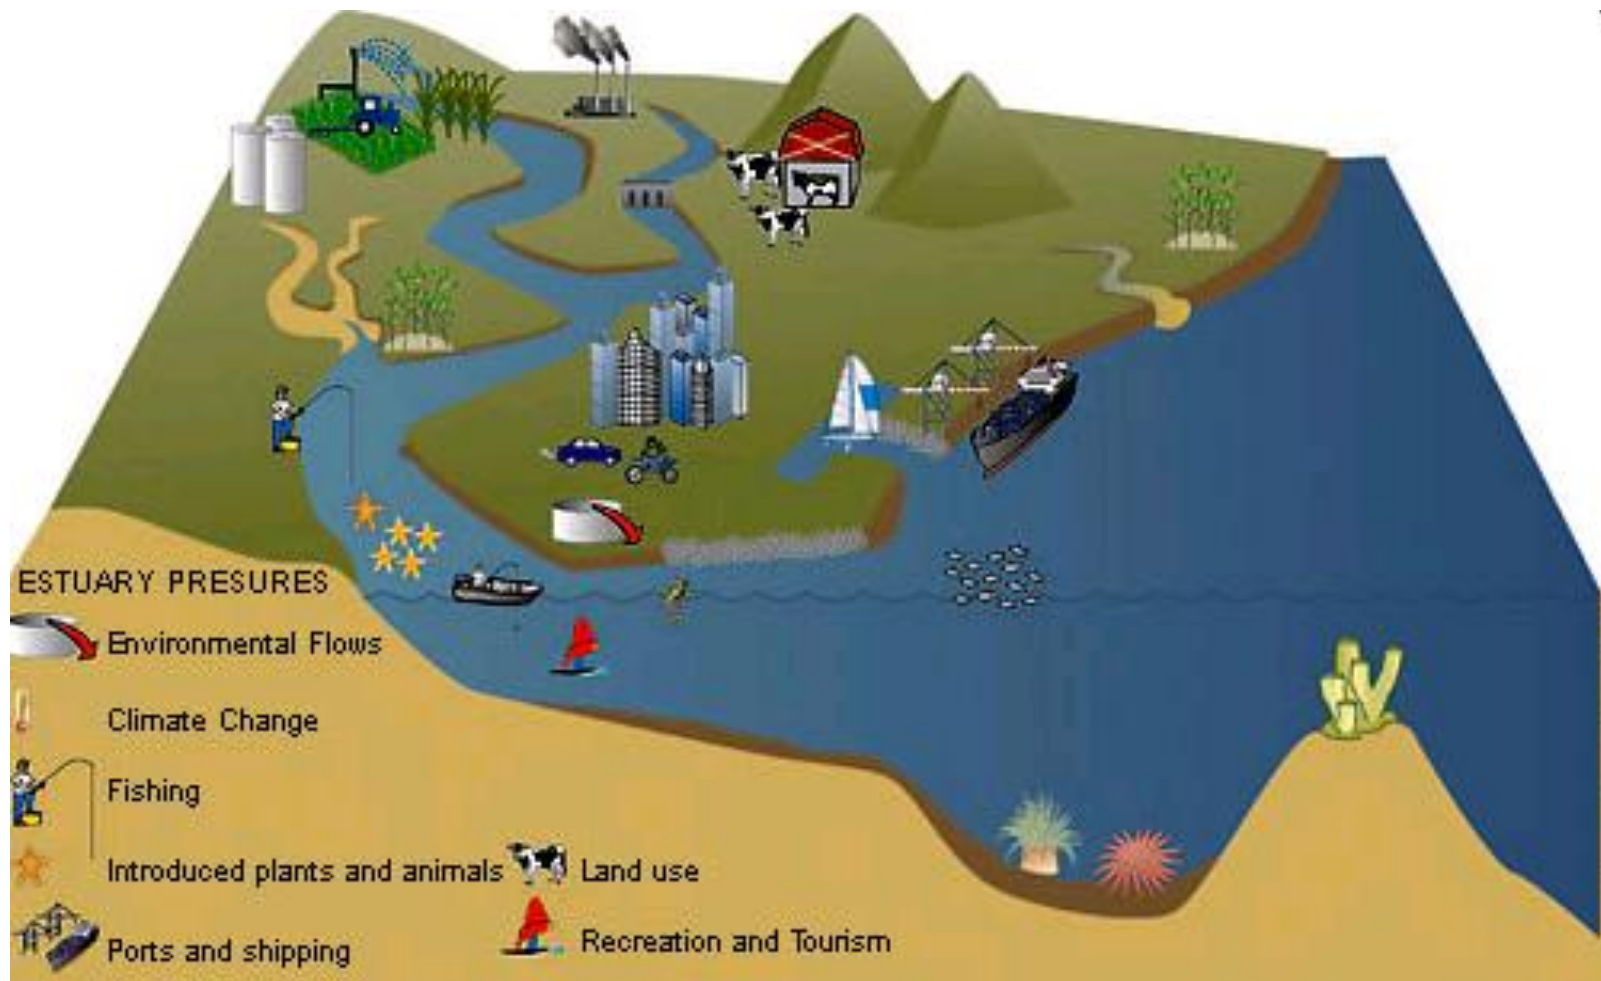 ESTUARY PRESURES
Environmental Flows
Climate Change
Fishing
Introduced plants and animals
Land use
Ports and shipping
Recreation and Tourism